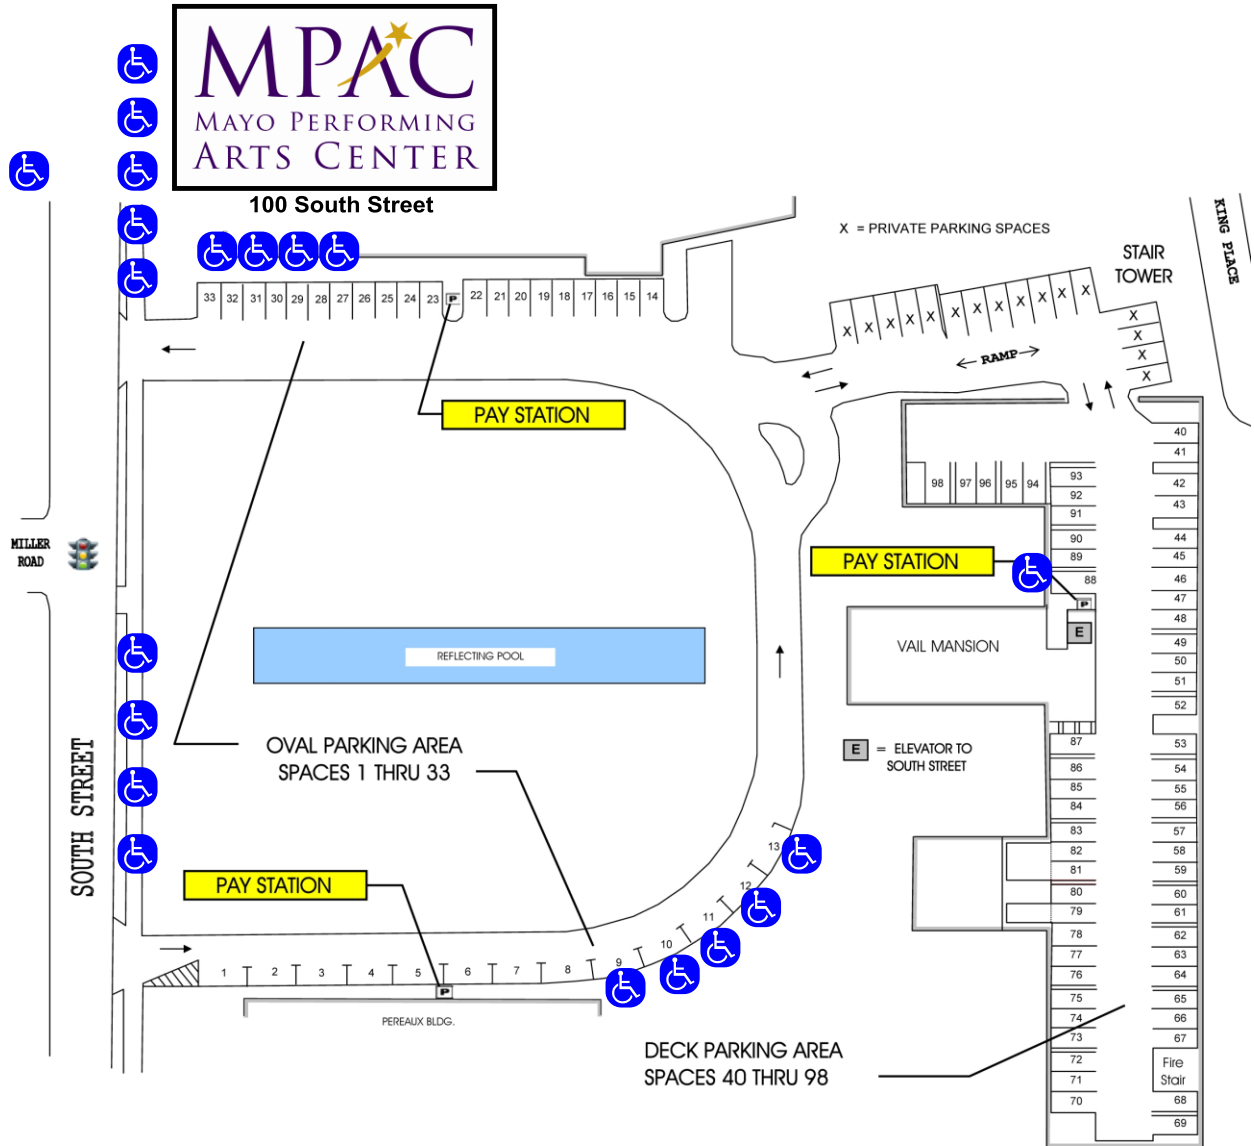 MPAC
MAYO PERFORMING
ARTS CENTER
100 South Street
X = PRIVATE PARKING SPACES
KING PLACE
STAIR
TOWER
33 32 31 30 29 28 27 26 25 24 23 P 22 21 20 19 18 17 16 15 14
X X X X X X X X X X X X
X
X
X
X
RAMP
PAY STATION
40
41
42
43
44
45
46
47
48
49
50
51
52
53
54
55
56
57
58
59
60
61
62
63
64
65
66
67
Fire
Stair
68
69
98 97 96 95 94
93
92
91
90
89
88
P
E
87
86
85
84
83
82
81
80
79
78
77
76
75
74
73
72
71
70
MILLER
ROAD
PAY STATION
VAIL MANSION
REFLECTING POOL
SOUTH STREET
OVAL PARKING AREA
SPACES 1 THRU 33
E = ELEVATOR TO
SOUTH STREET
PAY STATION
1 2 3 4 5 6 7 8 9 10 11 12 13
P
PEREAUX BLDG.
DECK PARKING AREA
SPACES 40 THRU 98